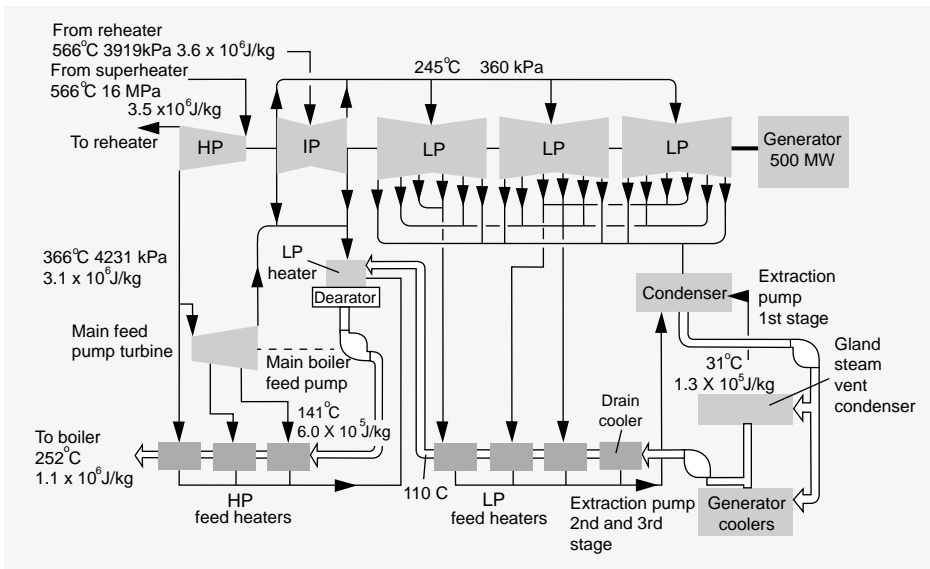 From reheater
566°C 3919kPa 3.6 x 10⁶J/kg
From superheater
566°C 16 MPa
3.5 x10⁶J/kg
To reheater
245°C 360 kPa
HP
IP
LP
LP
LP
Generator
500 MW
366°C 4231 kPa
3.1 x 10⁶J/kg
LP
heater
Dearator
Condenser
Extraction
pump
1st stage
Main feed
pump turbine
Main boiler
feed pump
31°C
1.3 X 10⁵J/kg
Gland
steam
vent
condenser
141°C
6.0 X 10⁵J/kg
Drain
cooler
To boiler
252°C
1.1 x 10⁶J/kg
110 C
HP
feed heaters
LP
feed heaters
Extraction pump
2nd and 3rd
stage
Generator
coolers